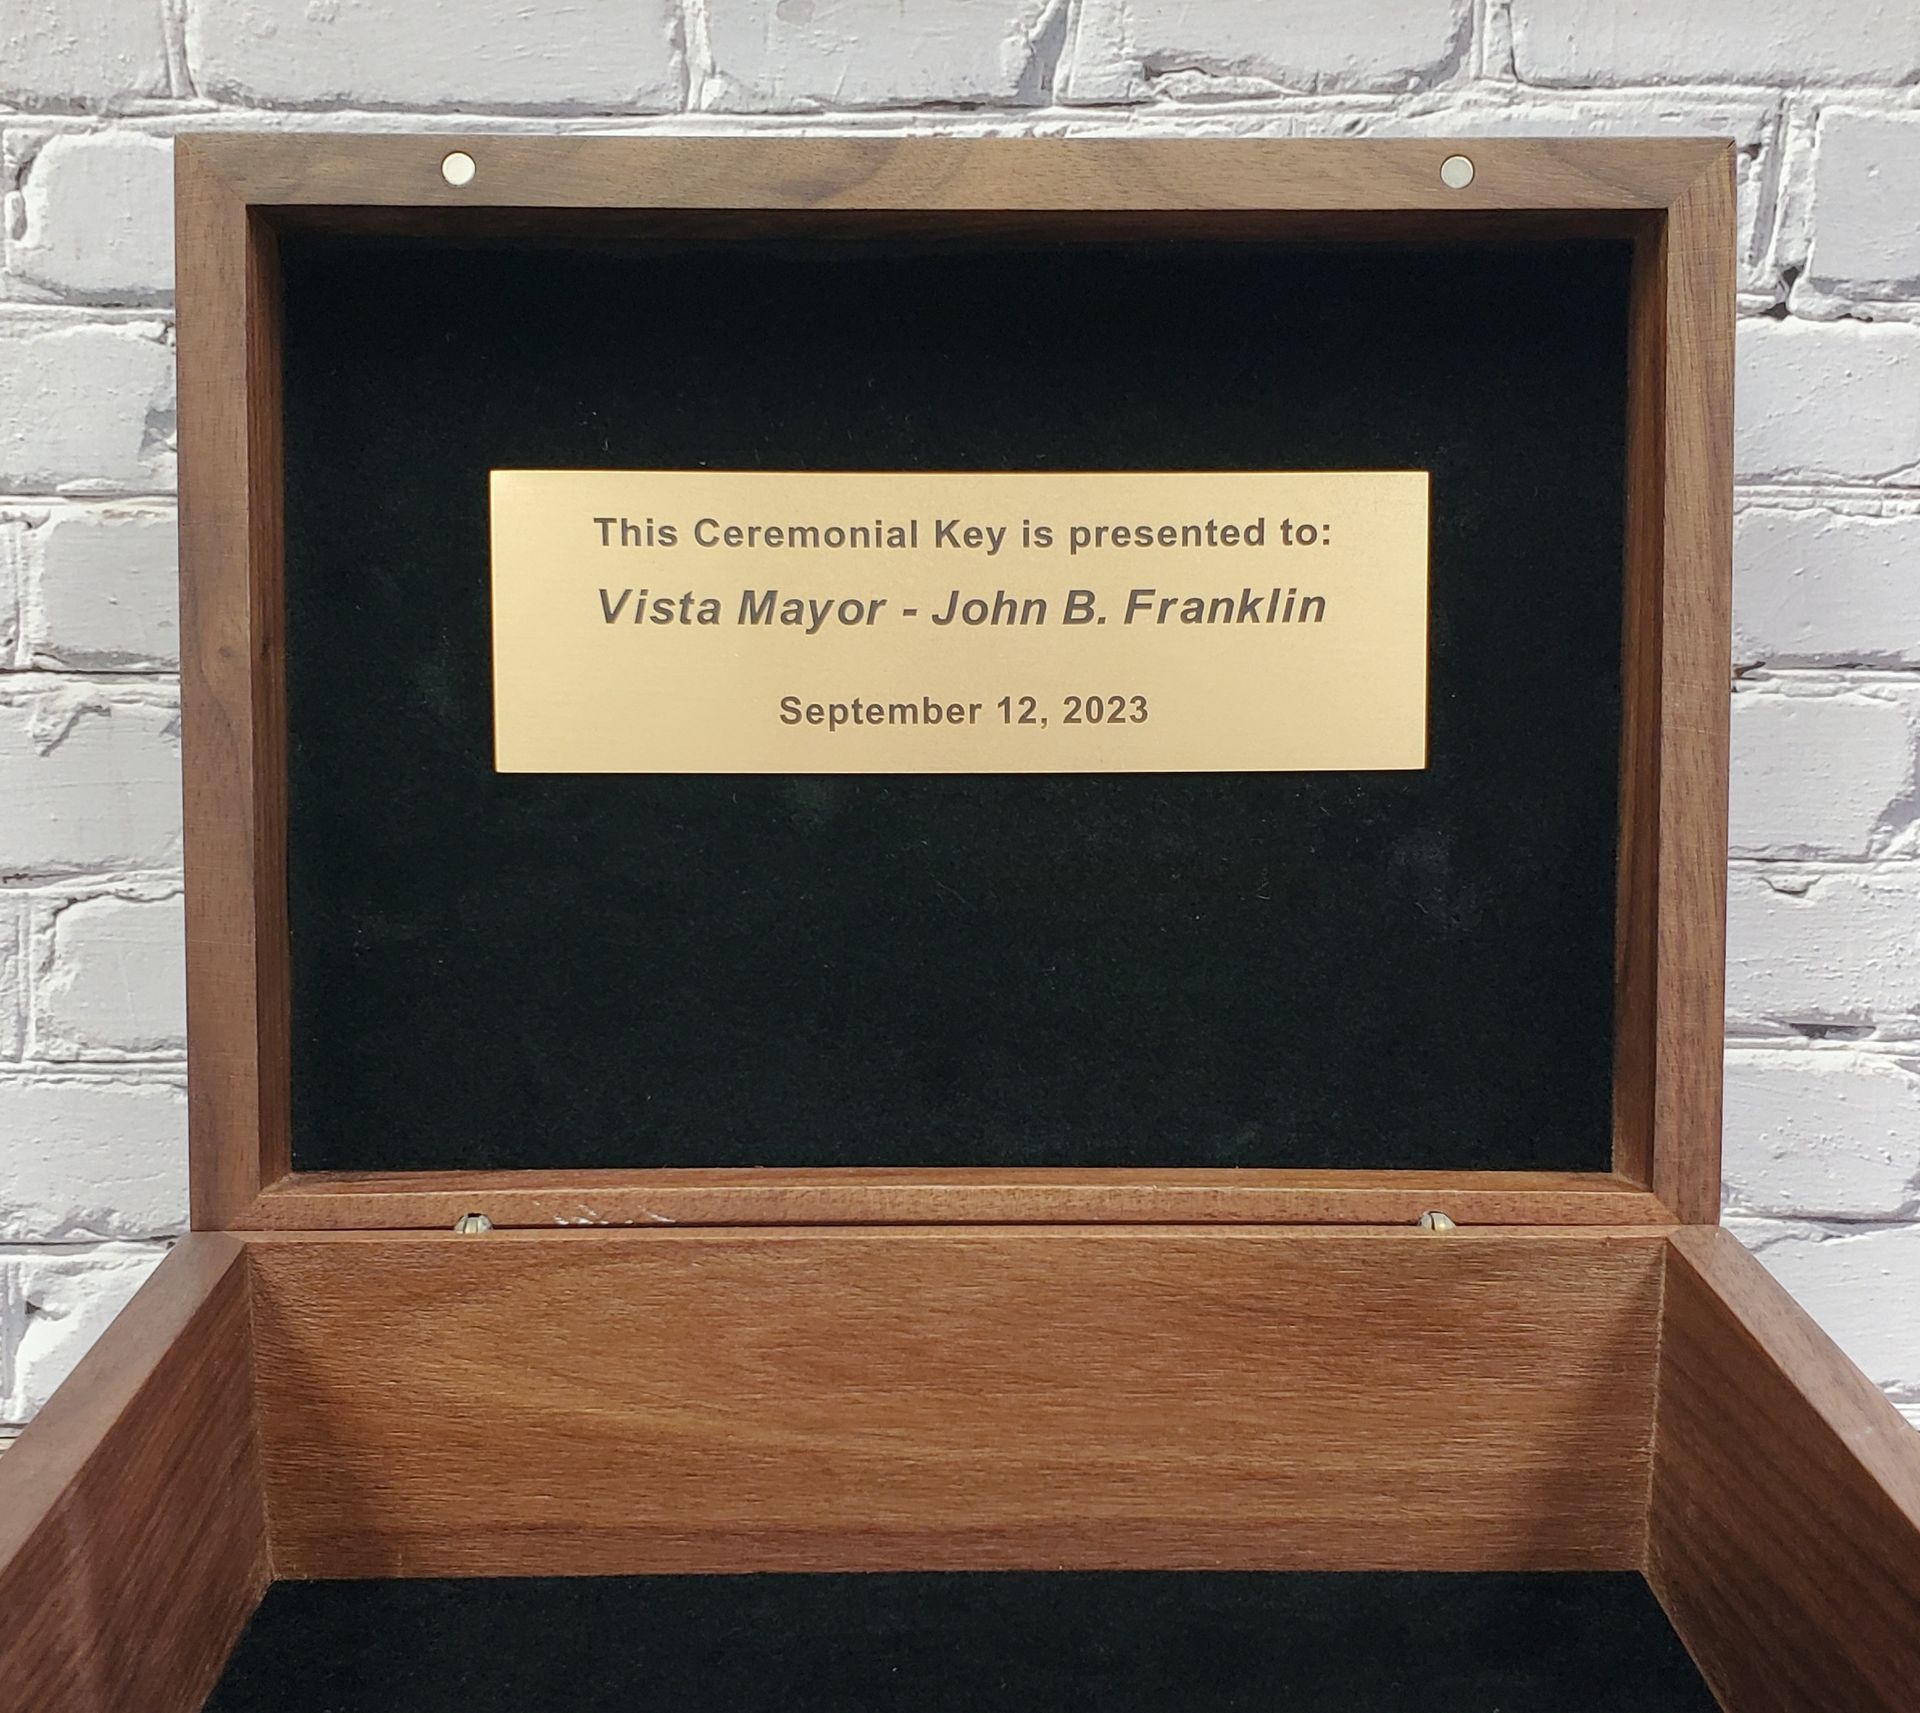 This Ceremonial Key is presented to:
Vista Mayor - John B. Franklin
September 12, 2023